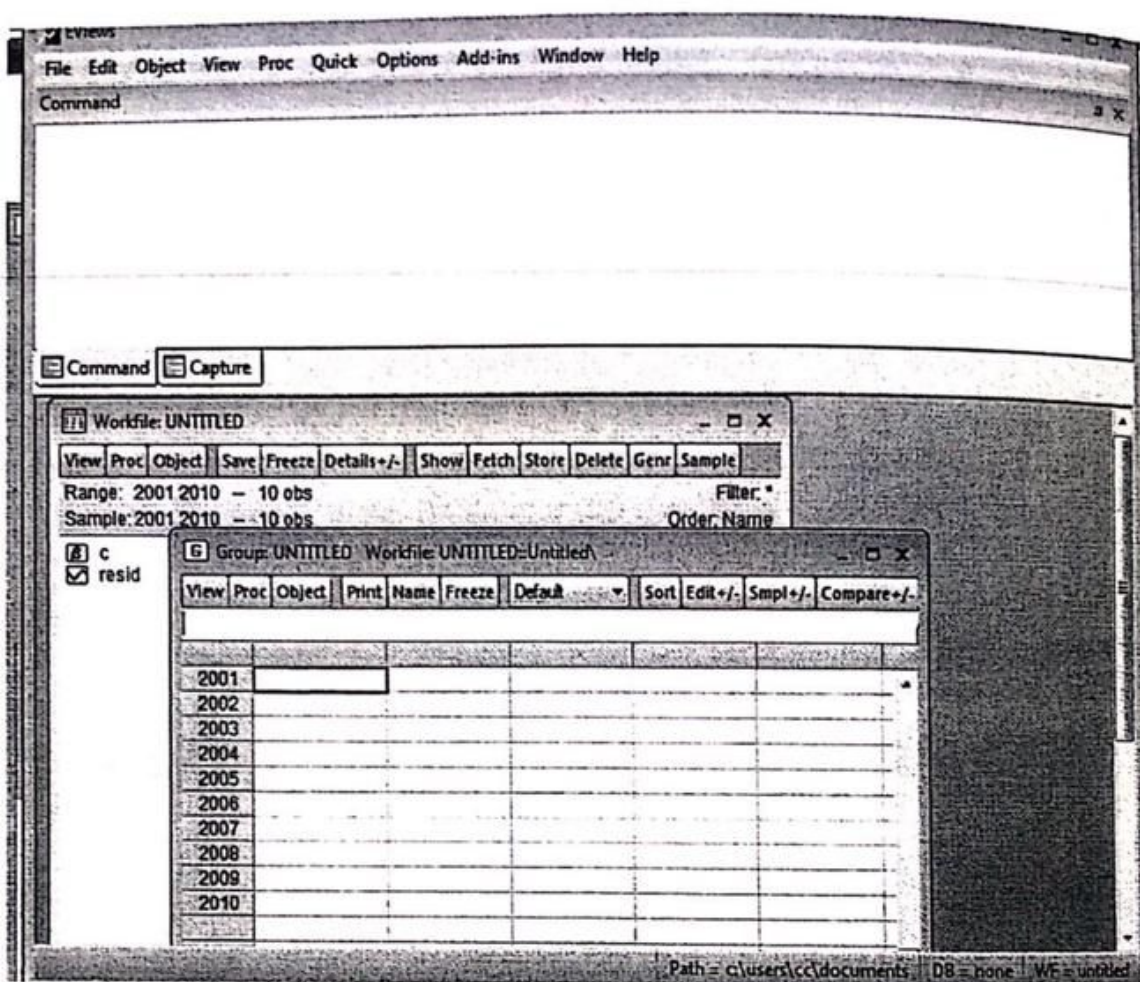 EViews
File Edit Object View Proc Quick Options Add-ins Window Help
Command
Command Capture
Workfile: UNTITLED
View Proc Object Save Freeze Details+/- Show Fetch Store Delete Genr Sample
Range: 2001 2010 – 10 obs Filter: *
Sample: 2001 2010 – 10 obs Order: Name
c
resid
G Group: UNTITLED Workfile: UNTITLED::Untitled\
View Proc Object Print Name Freeze Default Sort Edit+/- Smpl+/- Compare+/-
2001
2002
2003
2004
2005
2006
2007
2008
2009
2010
Path = c:\users\cc\documents DB = none WF = untitled